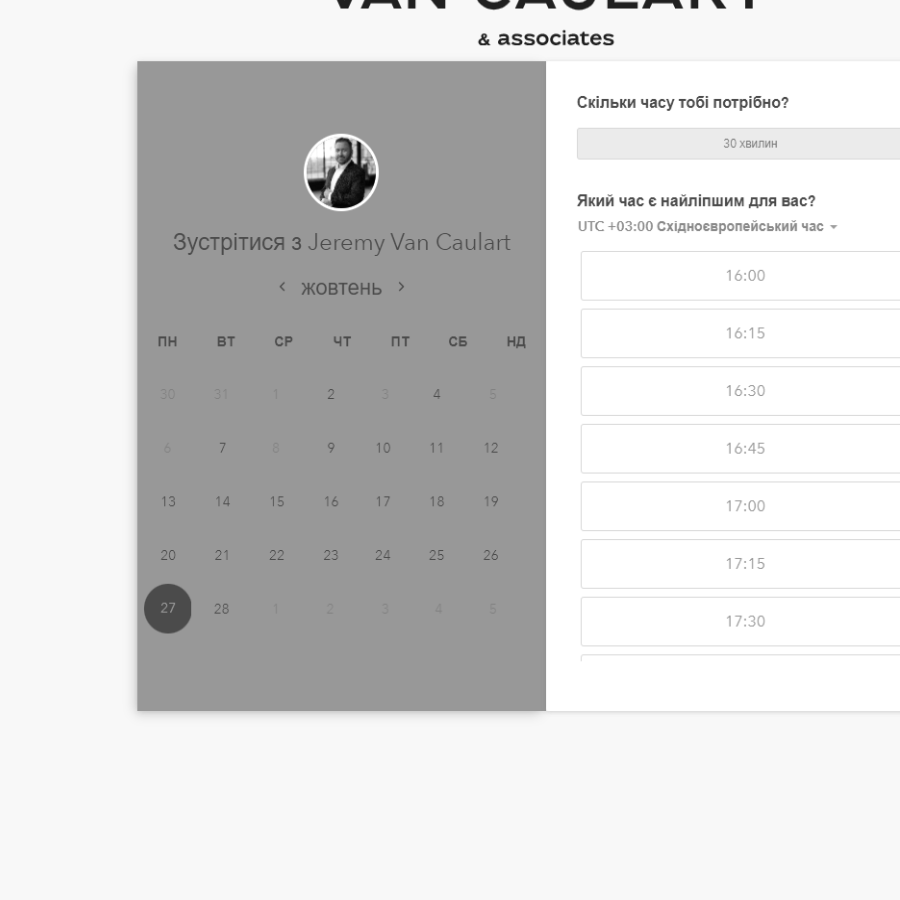 VAN CAULART
& associates
Зустрітися з Jeremy Van Caulart
жовтень
ПН ВТ СР ЧТ ПТ СБ НД
30 31 1 2 3 4 5
6 7 8 9 10 11 12
13 14 15 16 17 18 19
20 21 22 23 24 25 26
27 28 1 2 3 4 5
Скільки часу тобі потрібно?
30 хвилин
Який час є найліпшим для вас?
UTC +03:00 Східноєвропейський час
16:00
16:15
16:30
16:45
17:00
17:15
17:30